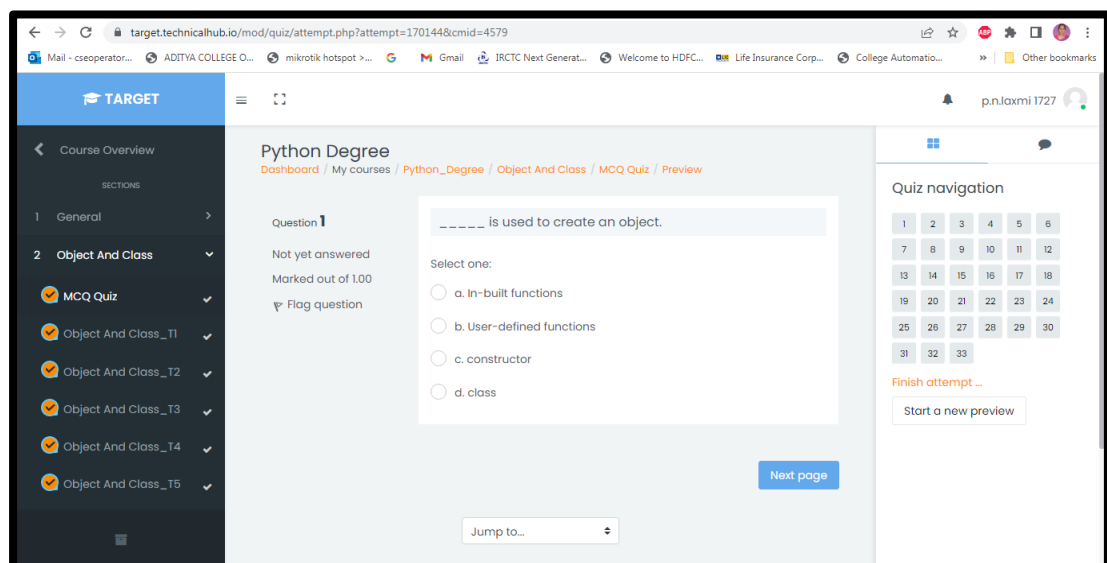 target.technicalhub.io/mod/quiz/attempt.php?attempt=170144&cmid=4579
Mail - cseoperator... ADITYA COLLEGE O... mikrotik hotspot >... Gmail IRCTC Next Generat... Welcome to HDFC... Life Insurance Corp... College Automatio... » Other bookmarks
TARGET
p.n.laxmi 1727
Course Overview
SECTIONS
1 General
2 Object And Class
MCQ Quiz
Object And Class_T1
Object And Class_T2
Object And Class_T3
Object And Class_T4
Object And Class_T5
Python Degree
Dashboard / My courses / Python_Degree / Object And Class / MCQ Quiz / Preview
Question 1
Not yet answered
Marked out of 1.00
Flag question
_____ is used to create an object.
Select one:
a. In-built functions
b. User-defined functions
c. constructor
d. class
Next page
Jump to...
Quiz navigation
1 2 3 4 5 6
7 8 9 10 11 12
13 14 15 16 17 18
19 20 21 22 23 24
25 26 27 28 29 30
31 32 33
Finish attempt ...
Start a new preview
ABP